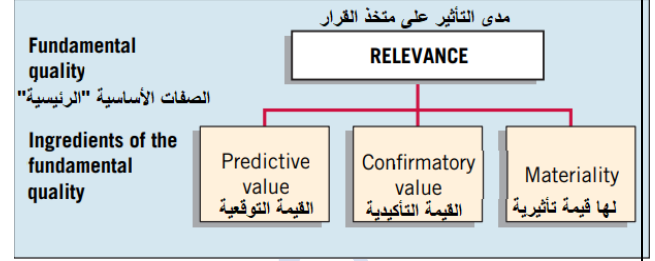 مدى التأثير على متخذ القرار
Fundamental
quality
الصفات الأساسية "الرئيسية"
RELEVANCE
Ingredients of the
fundamental
quality
Predictive
value
القيمة التوقعية
Confirmatory
value
القيمة التأكيدية
Materiality
لها قيمة تأثيرية